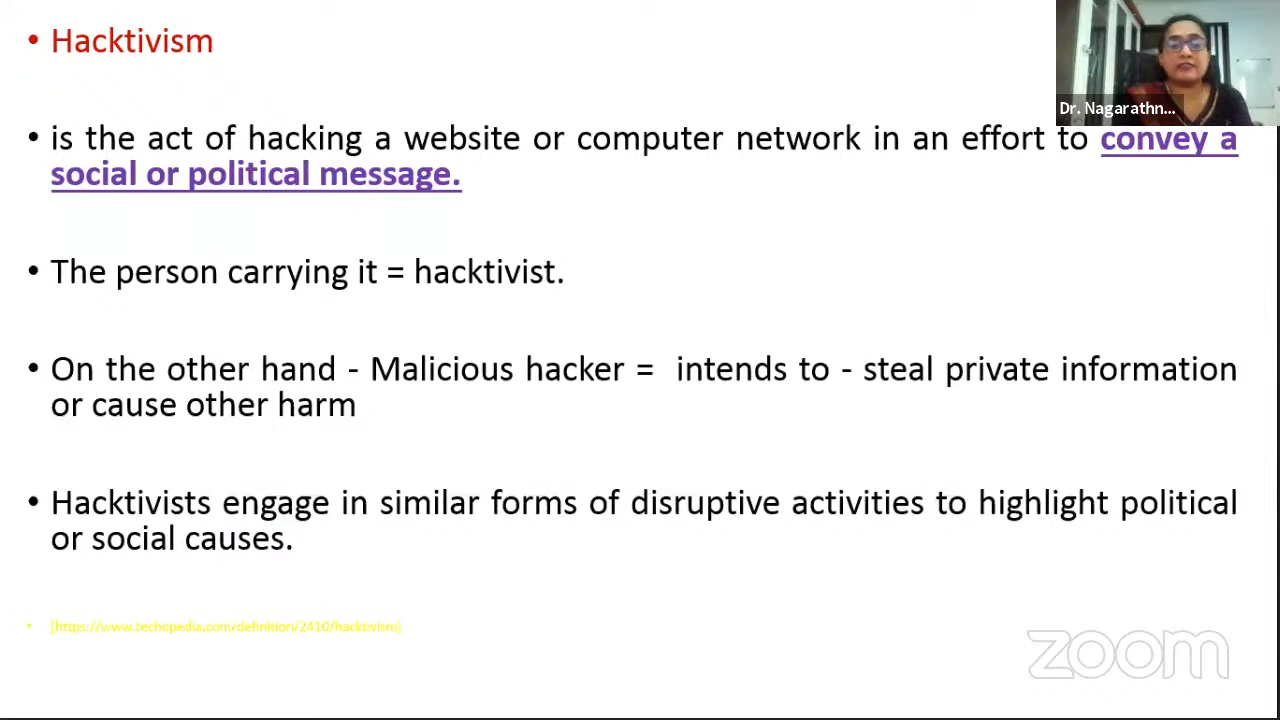 • Hacktivism
Dr. Nagarathn...
• is the act of hacking a website or computer network in an effort to convey a
social or political message.
• The person carrying it = hacktivist.
• On the other hand - Malicious hacker = intends to - steal private information
or cause other harm
• Hacktivists engage in similar forms of disruptive activities to highlight political
or social causes.
• [https://www.techopedia.com/definition/2410/hacktivism]
zoom